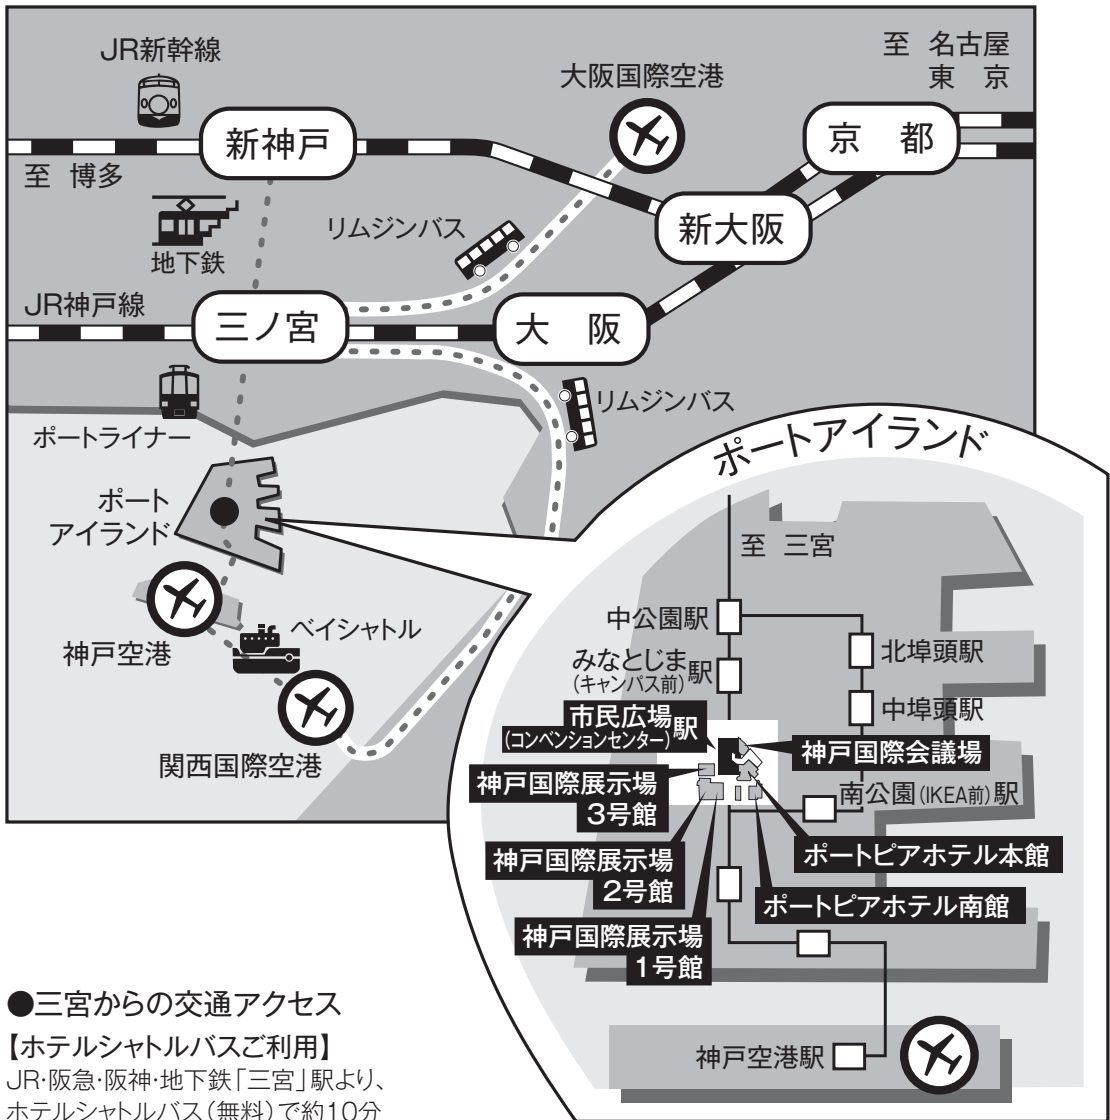 JR新幹線
至 名古屋
東 京
大阪国際空港
新神戸
京 都
至 博多
地下鉄
リムジンバス
新大阪
JR神戸線
三ノ宮
大 阪
リムジンバス
ポートライナー
ポート
アイランド
神戸空港
ベイシャトル
関西国際空港
ポートアイランド
至 三宮
中公園駅
みなとじま駅
(キャンパス前)
北埠頭駅
中埠頭駅
市民広場駅
(コンベンションセンター)
神戸国際会議場
神戸国際展示場
3号館
南公園(IKEA前)駅
神戸国際展示場
2号館
ポートピアホテル本館
ポートピアホテル南館
神戸国際展示場
1号館
神戸空港駅
●三宮からの交通アクセス
【ホテルシャトルバスご利用】
JR・阪急・阪神・地下鉄「三宮」駅より、
ホテルシャトルバス(無料)で約10分